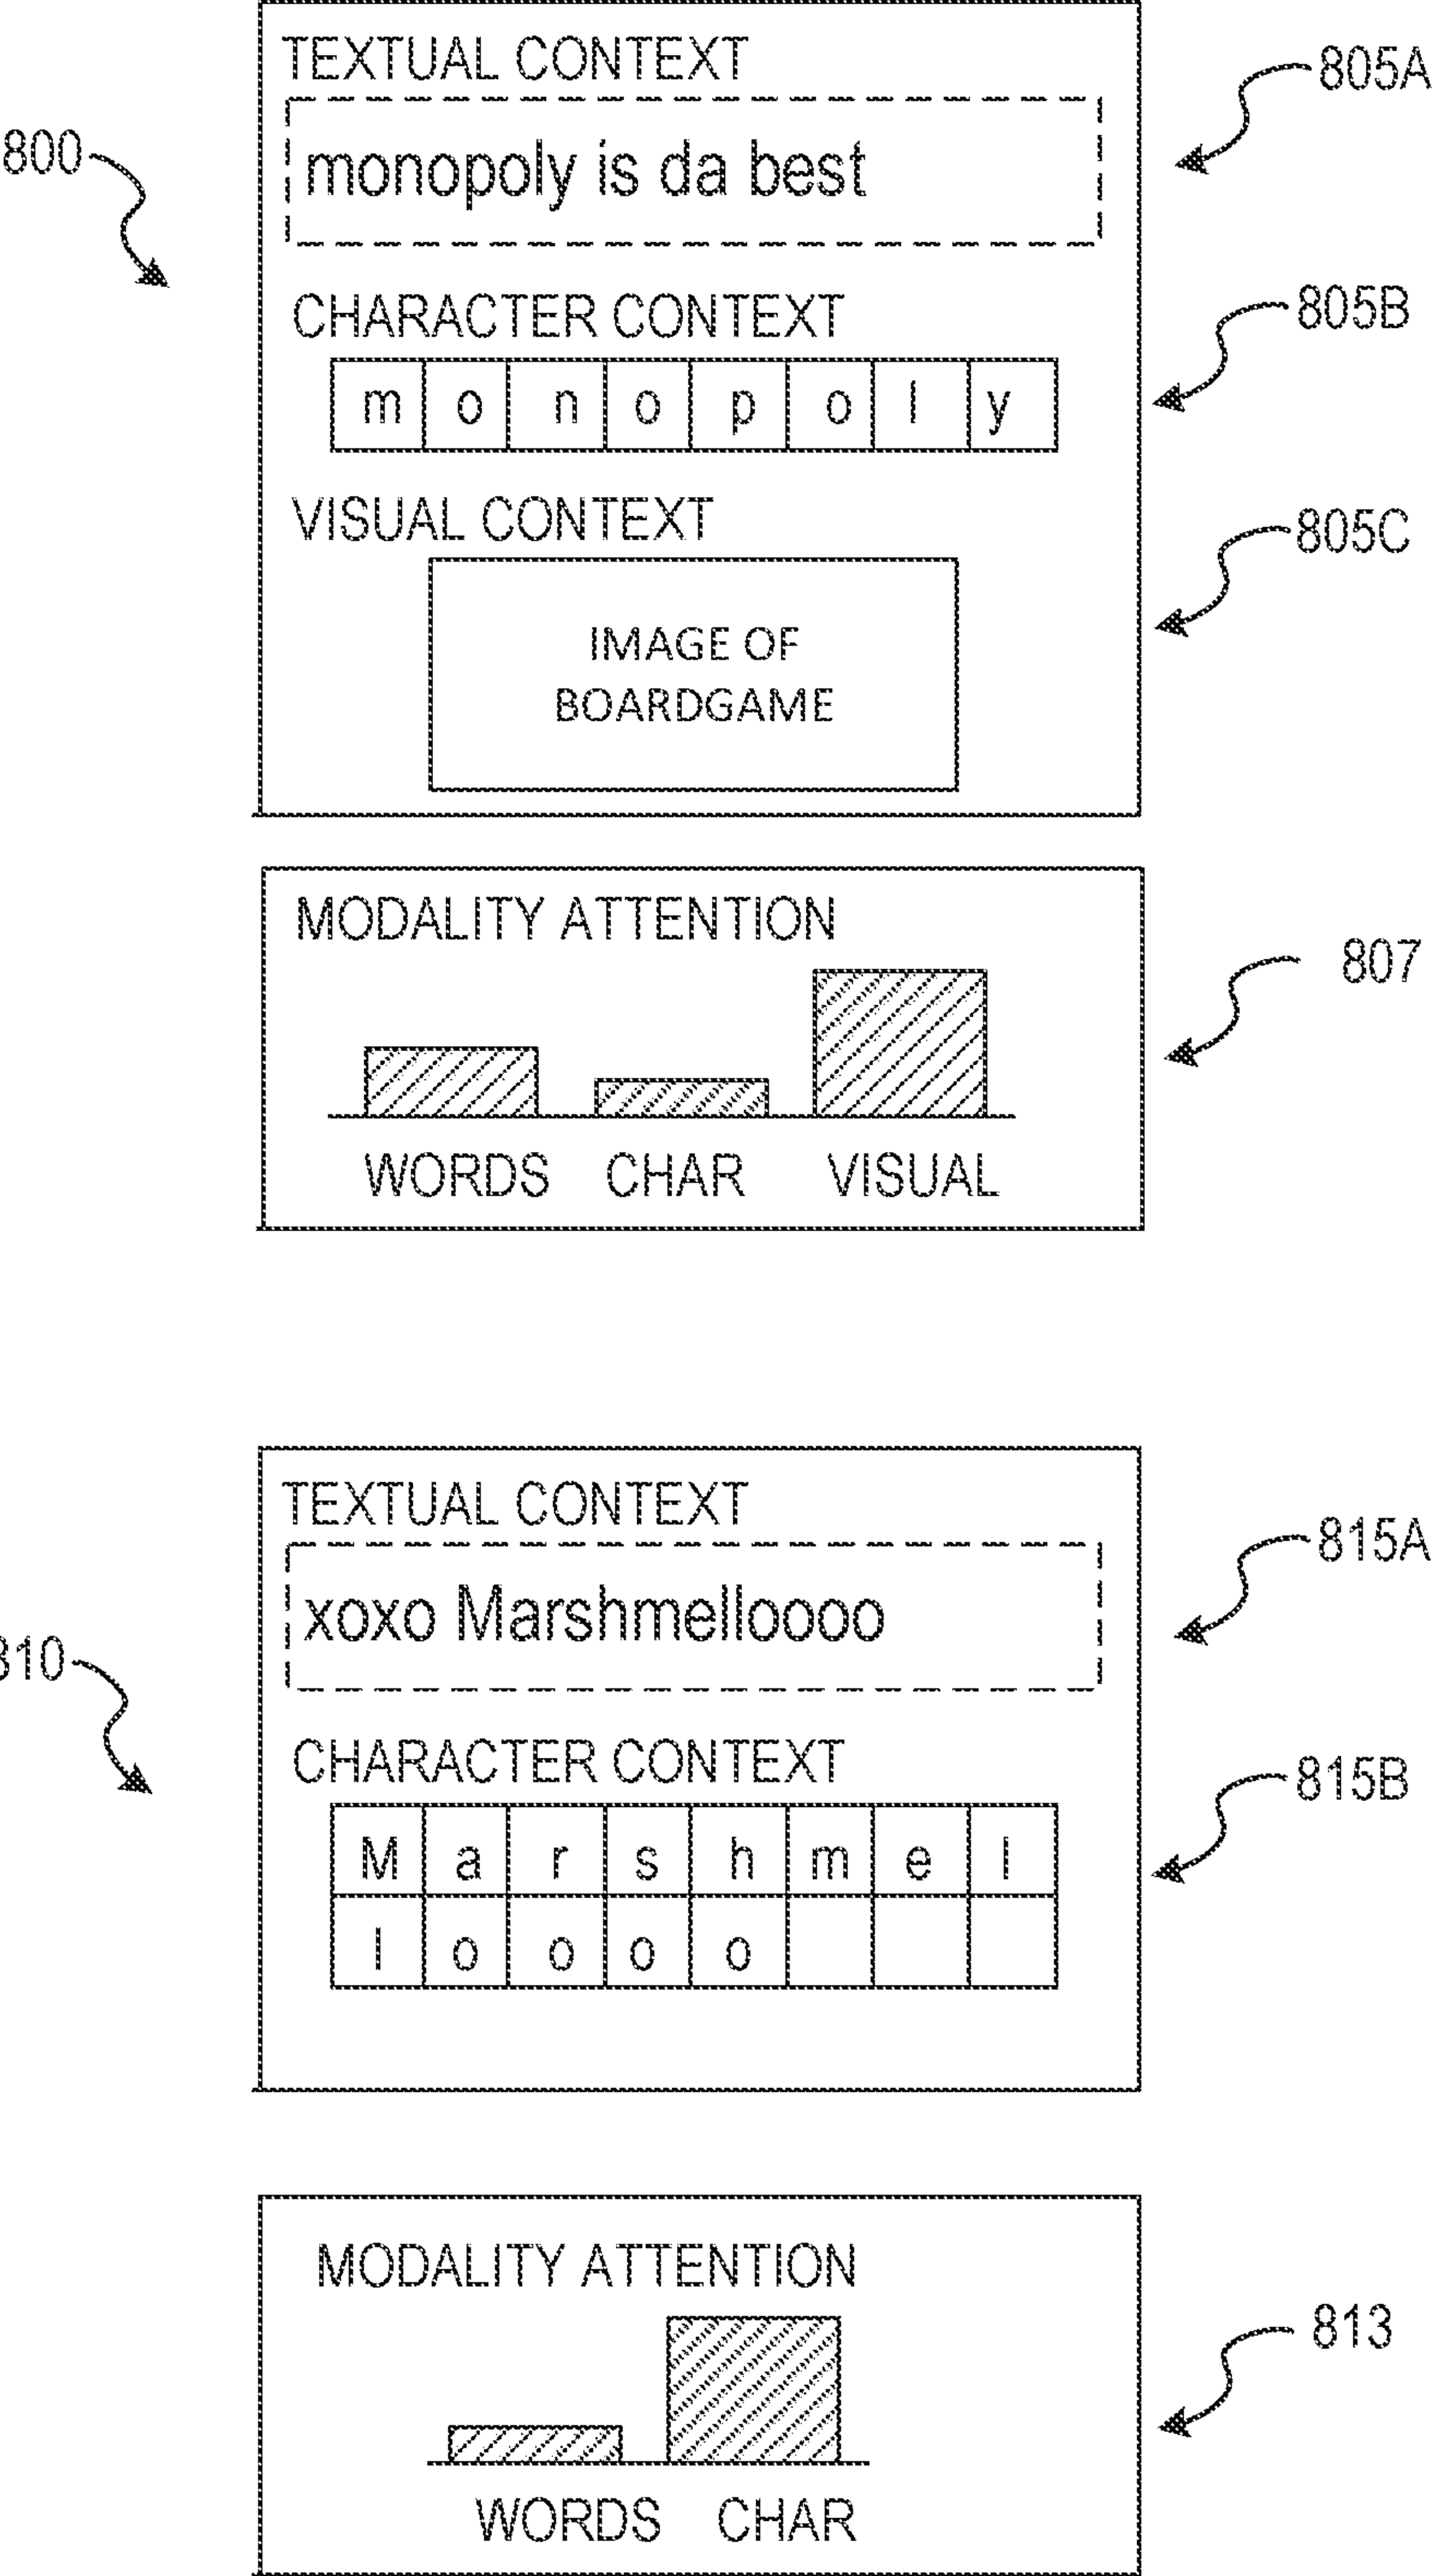 TEXTUAL CONTEXT
805A
800
monopoly is da best
CHARACTER CONTEXT
805B
m o n o p o l y
VISUAL CONTEXT
805C
IMAGE OF
BOARDGAME
MODALITY ATTENTION
807
WORDS CHAR VISUAL
TEXTUAL CONTEXT
815A
xoxo Marshmelloooo
810
CHARACTER CONTEXT
815B
M a r s h m e l
l o o o o
MODALITY ATTENTION
813
WORDS CHAR